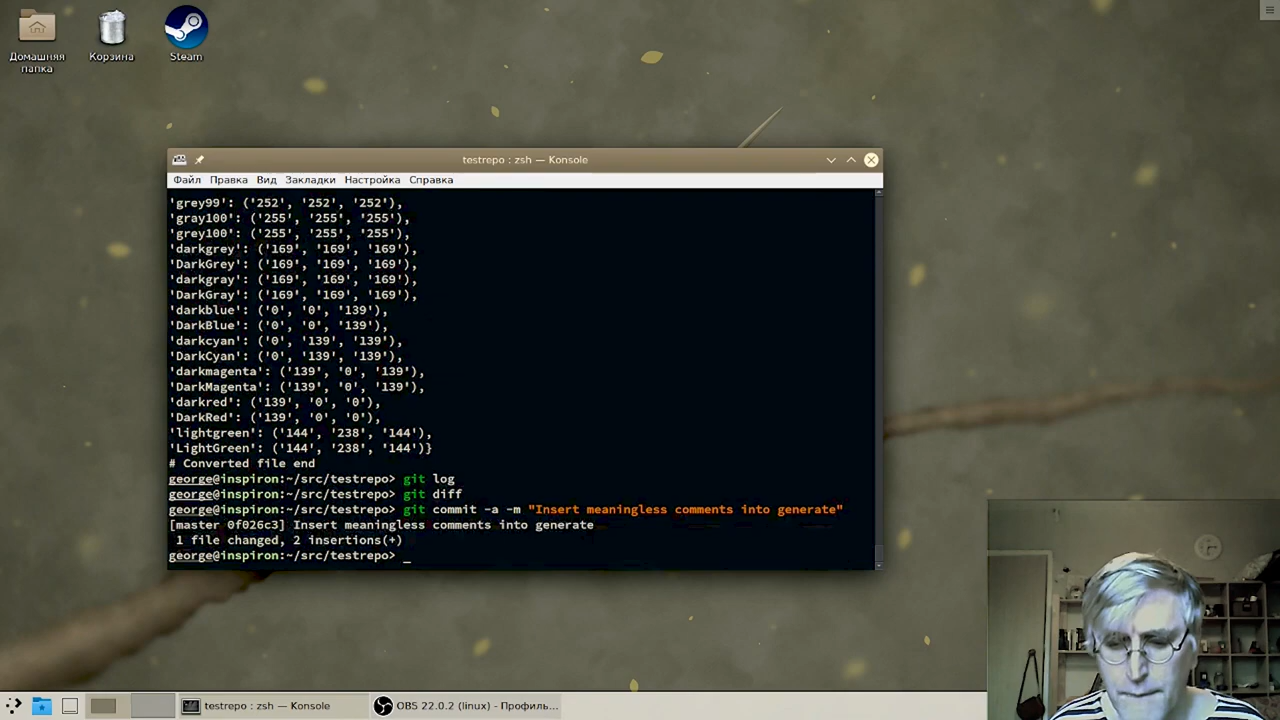 Домашняя папка
Корзина
Steam
testrepo : zsh — Konsole
Файл Правка Вид Закладки Настройка Справка
'grey99': ('252', '252', '252'),
'gray100': ('255', '255', '255'),
'grey100': ('255', '255', '255'),
'darkgrey': ('169', '169', '169'),
'DarkGrey': ('169', '169', '169'),
'darkgray': ('169', '169', '169'),
'DarkGray': ('169', '169', '169'),
'darkblue': ('0', '0', '139'),
'DarkBlue': ('0', '0', '139'),
'darkcyan': ('0', '139', '139'),
'DarkCyan': ('0', '139', '139'),
'darkmagenta': ('139', '0', '139'),
'DarkMagenta': ('139', '0', '139'),
'darkred': ('139', '0', '0'),
'DarkRed': ('139', '0', '0'),
'lightgreen': ('144', '238', '144'),
'LightGreen': ('144', '238', '144')}
# Converted file end
george@inspiron:~/src/testrepo> git log
george@inspiron:~/src/testrepo> git diff
george@inspiron:~/src/testrepo> git commit -a -m "Insert meaningless comments into generate"
[master 0f026c3] Insert meaningless comments into generate
1 file changed, 2 insertions(+)
george@inspiron:~/src/testrepo> _
testrepo : zsh — Konsole
OBS 22.0.2 (linux) - Профиль...